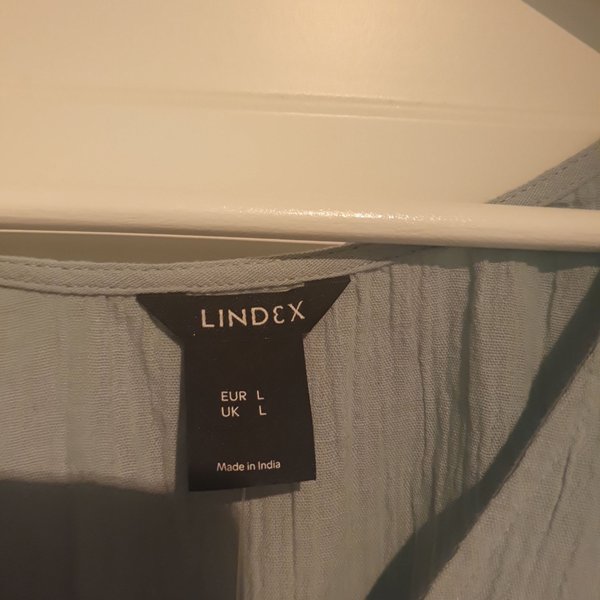 LINDEX
EUR L
UK L
Made in India